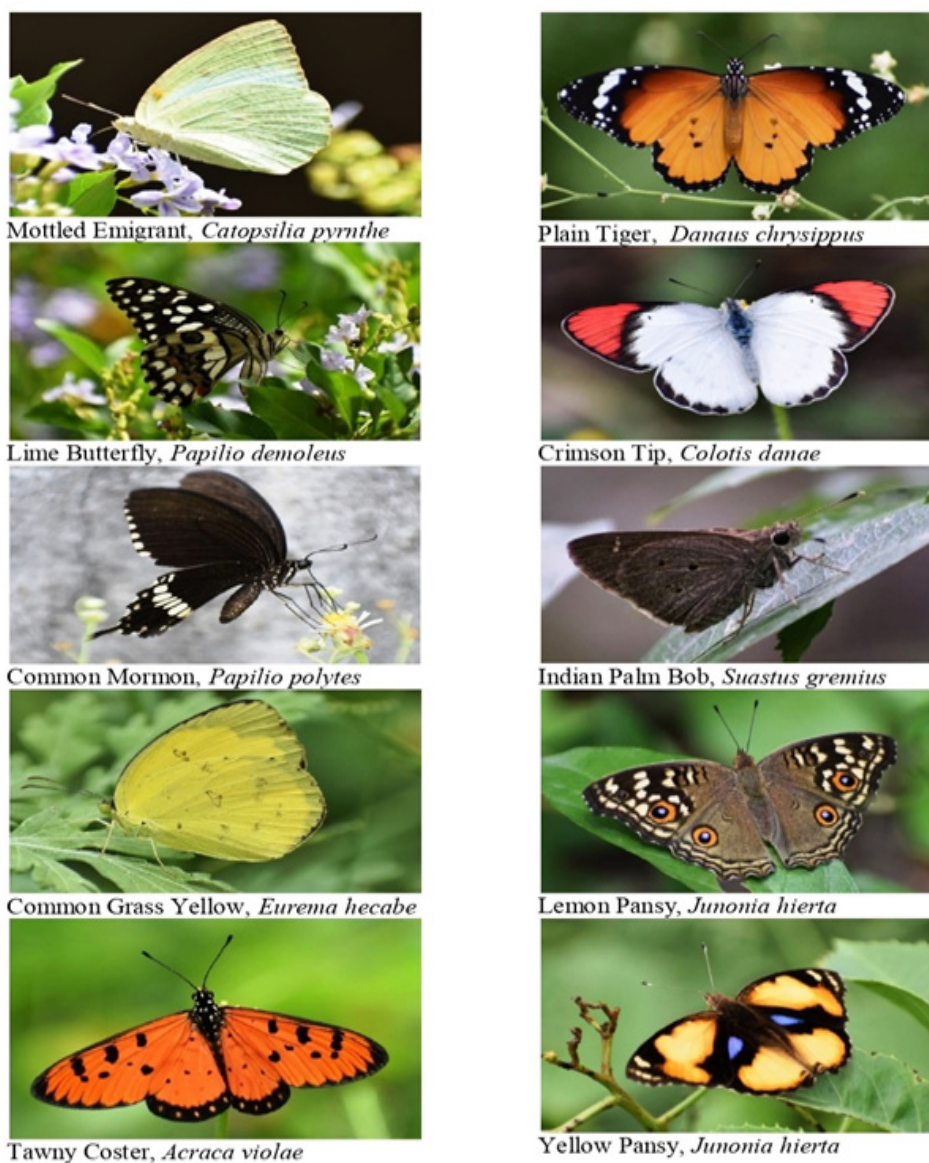 Mottled Emigrant, Catopsilia pyrnthe
Plain Tiger, Danaus chrysippus
Lime Butterfly, Papilio demoleus
Crimson Tip, Colotis danae
Common Mormon, Papilio polytes
Indian Palm Bob, Suastus gremius
Common Grass Yellow, Eurema hecabe
Lemon Pansy, Junonia hierta
Tawny Coster, Acraca violae
Yellow Pansy, Junonia hierta